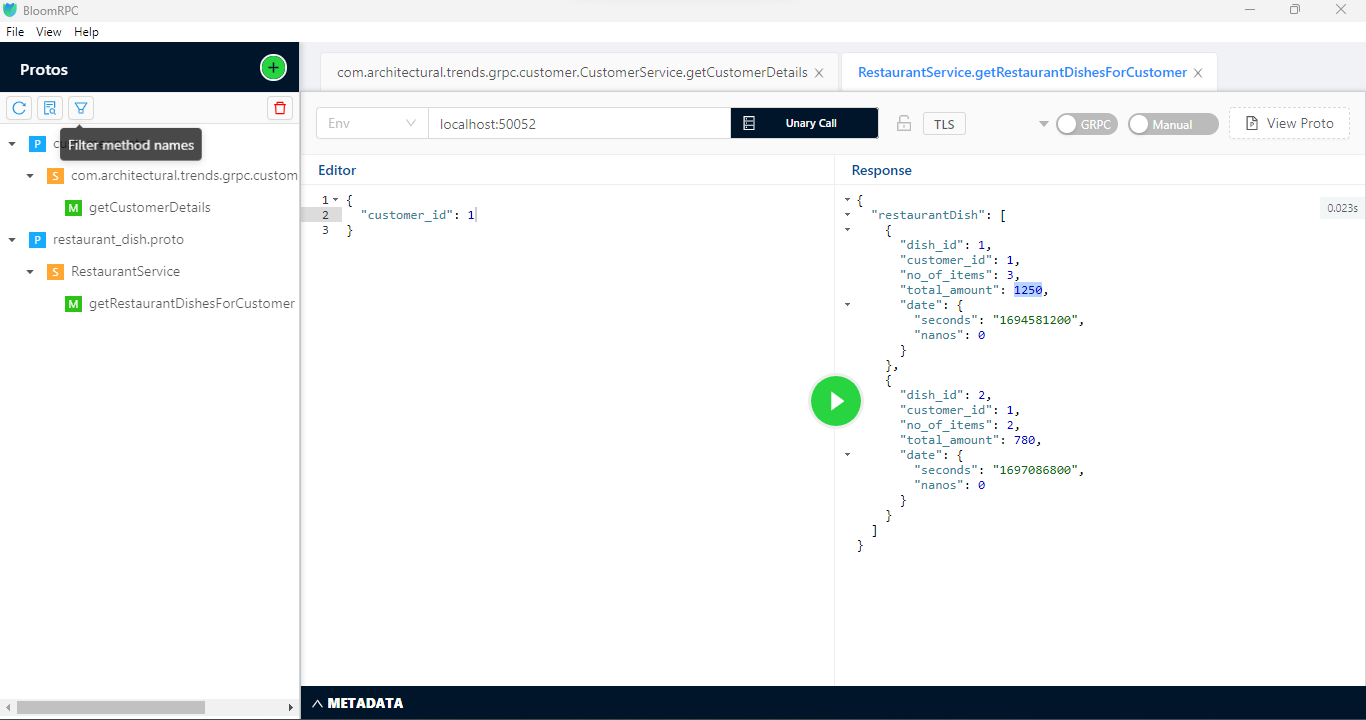 BloomRPC
File View Help
Protos
com.architectural.trends.grpc.customer.CustomerService.getCustomerDetails
RestaurantService.getRestaurantDishesForCustomer
Env
localhost:50052
Unary Call
TLS
GRPC
Manual
View Proto
P
Filter method names
S com.architectural.trends.grpc.custom
M getCustomerDetails
P restaurant_dish.proto
S RestaurantService
M getRestaurantDishesForCustomer
Editor
1 {
2 "customer_id": 1
3 }
Response
0.023s
{
"restaurantDish": [
{
"dish_id": 1,
"customer_id": 1,
"no_of_items": 3,
"total_amount": 1250,
"date": {
"seconds": "1694581200",
"nanos": 0
}
},
{
"dish_id": 2,
"customer_id": 1,
"no_of_items": 2,
"total_amount": 780,
"date": {
"seconds": "1697086800",
"nanos": 0
}
}
]
}
METADATA